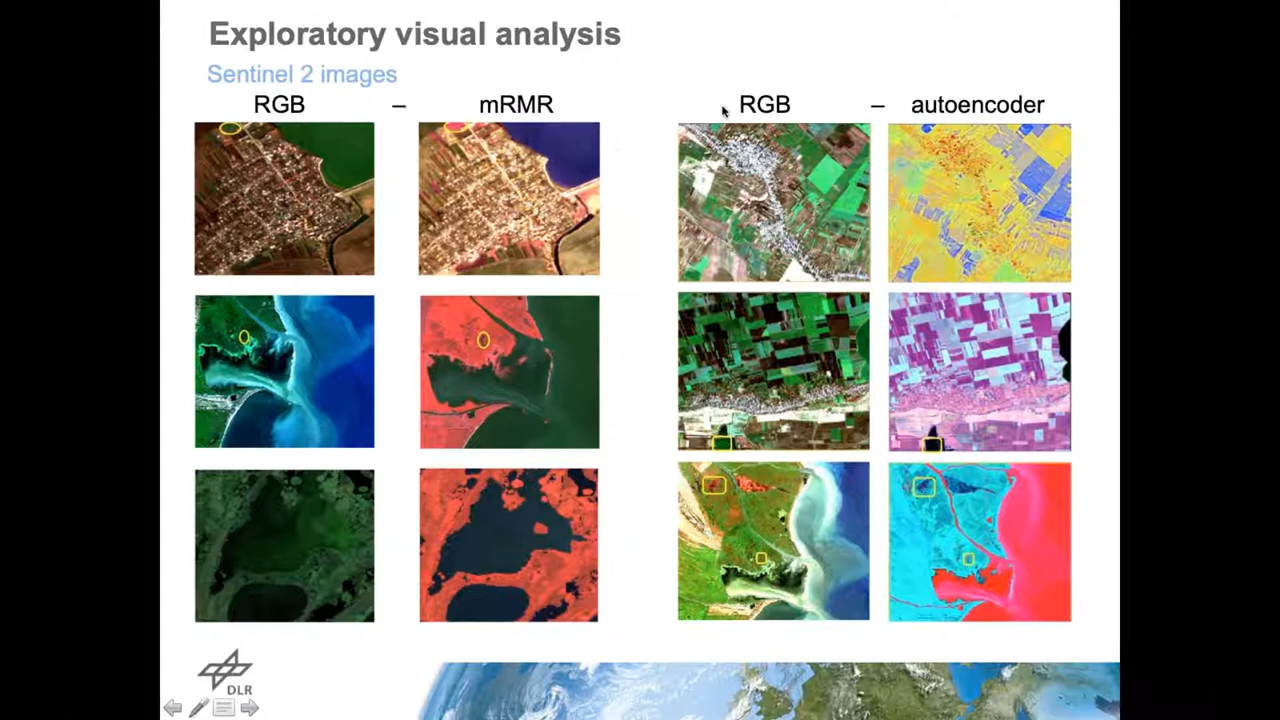 Exploratory visual analysis
Sentinel 2 images
RGB – mRMR RGB – autoencoder
DLR